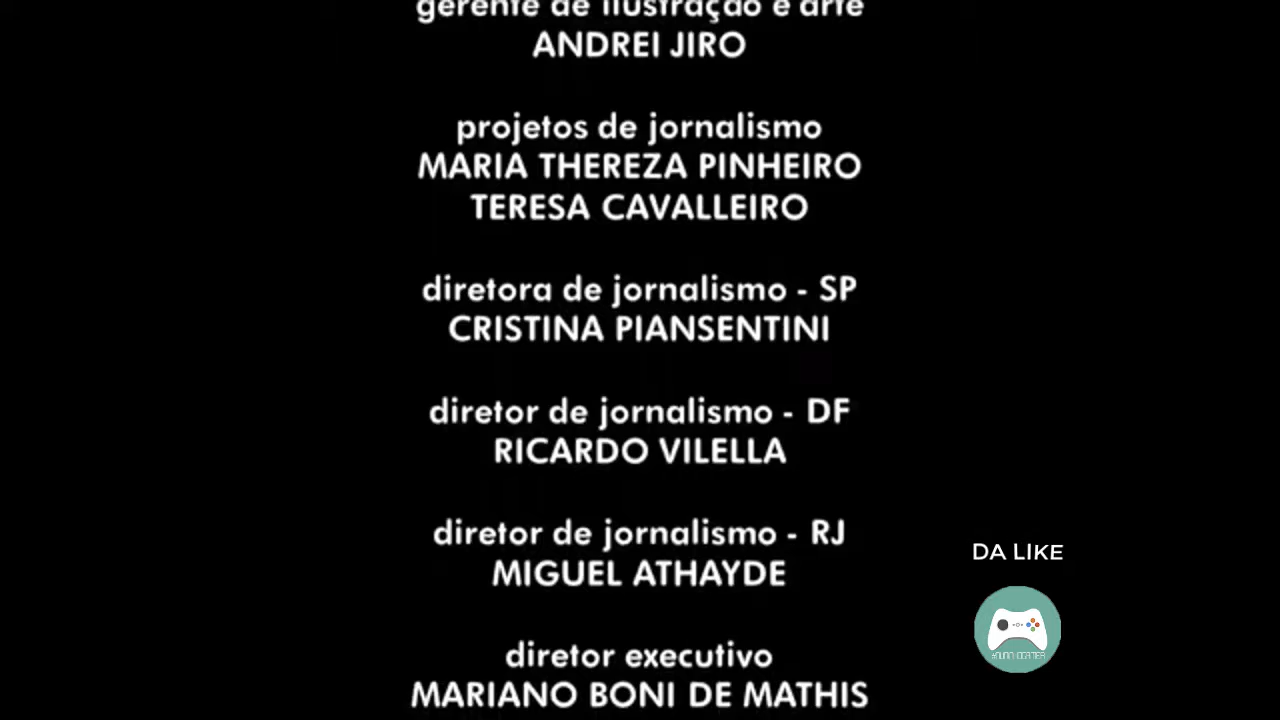 gerente de ilustração e arte
ANDREI JIRO
projetos de jornalismo
MARIA THEREZA PINHEIRO
TERESA CAVALLEIRO
diretora de jornalismo - SP
CRISTINA PIANSENTINI
diretor de jornalismo - DF
RICARDO VILELLA
diretor de jornalismo - RJ
MIGUEL ATHAYDE
DA LIKE
diretor executivo
MARIANO BONI DE MATHIS